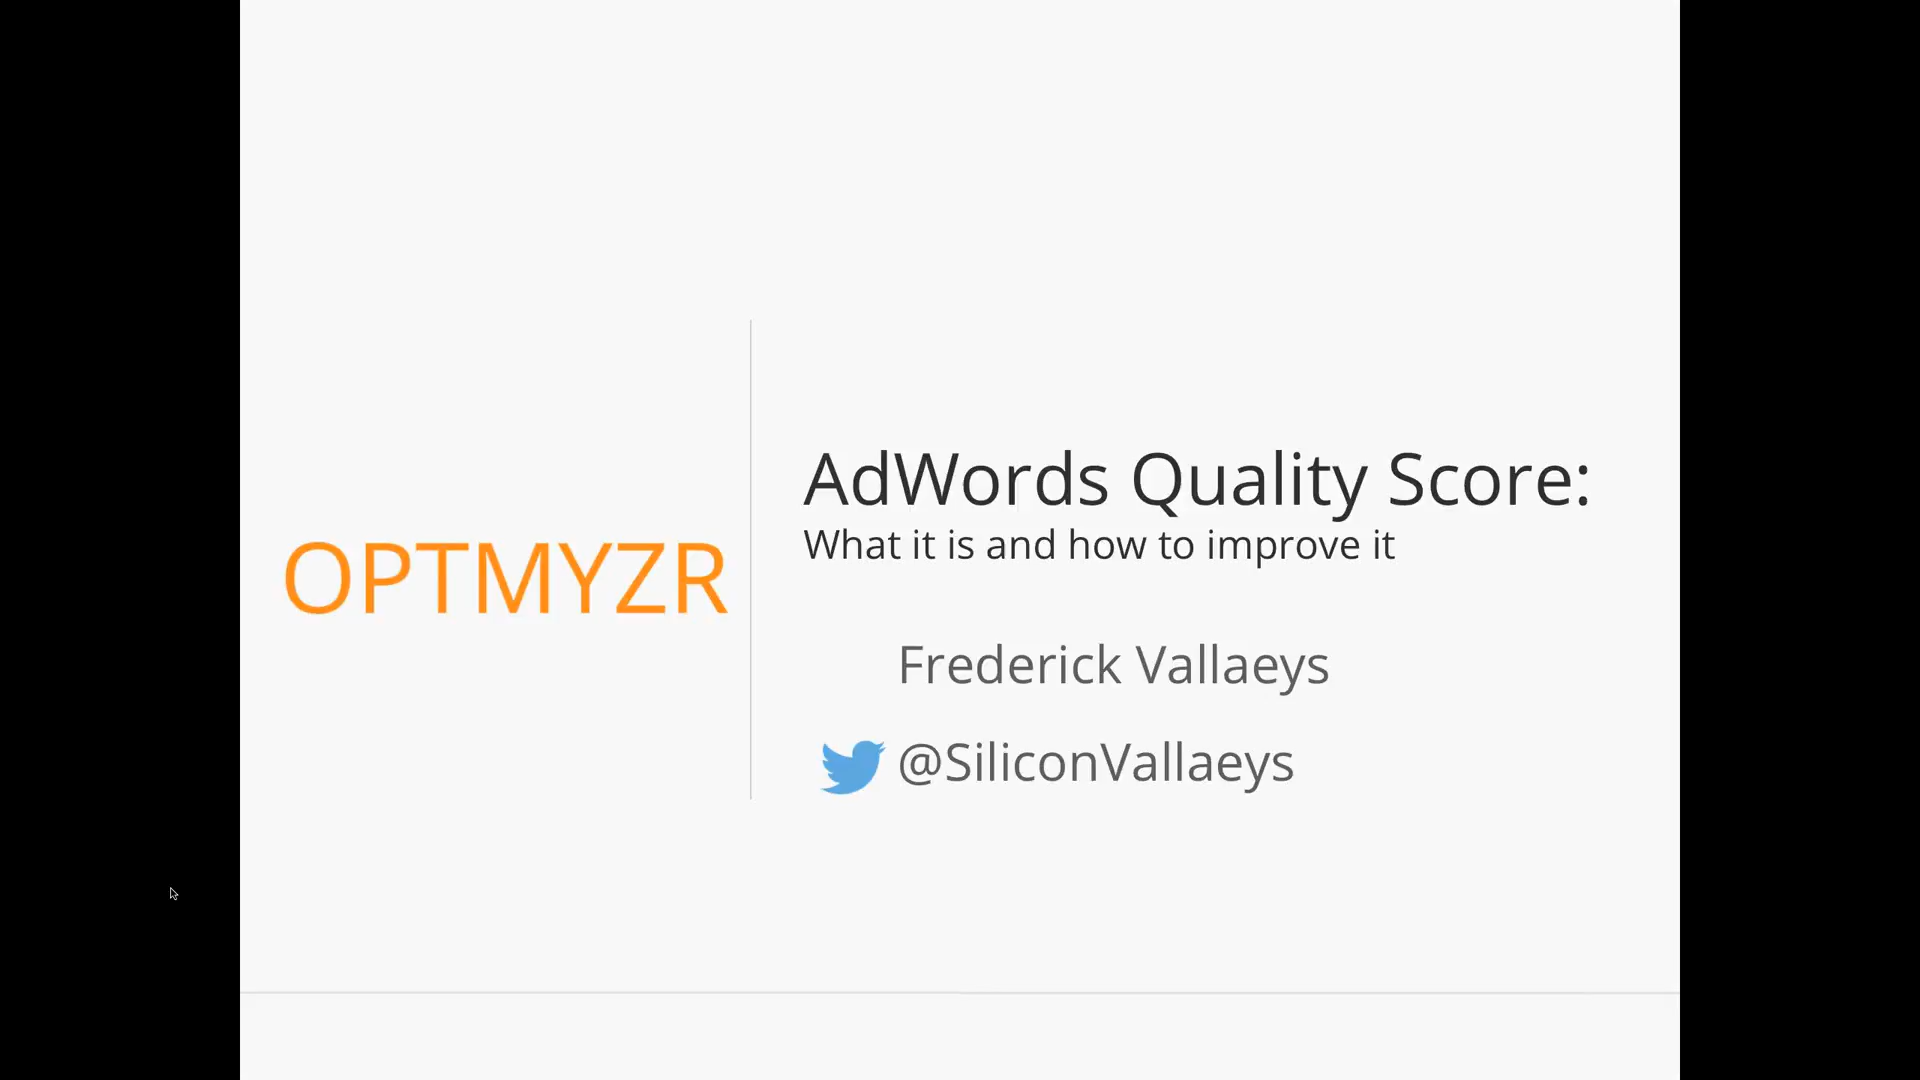 OPTMYZR
AdWords Quality Score:
What it is and how to improve it
Frederick Vallaeys
@SiliconVallaeys